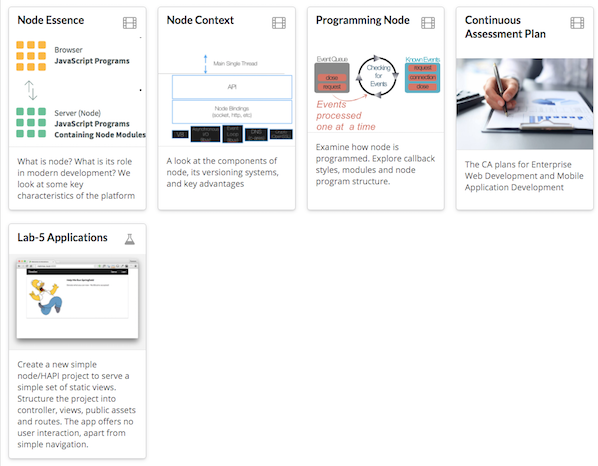 Node Essence
Browser
JavaScript Programs
Server (Node)
JavaScript Programs
Containing Node Modules
What is node? What is its role
in modern development? We
look at some key
characteristics of the platform
Node Context
Main Single Thread
API
Node Bindings
(socket, http, etc)
V8
Event
A look at the components of
node, its versioning systems,
and key advantages
Programming Node
Event Queue
close
request
Checking
for
Events
Known Events
request
connection
close
Events
processed
one at a time
Examine how node is
programmed. Explore callback
styles, modules and node
program structure.
Continuous
Assessment Plan
The CA plans for Enterprise
Web Development and Mobile
Application Development
Lab-5 Applications
Create a new simple
node/HAPI project to serve a
simple set of static views.
Structure the project into
controller, views, public assets
and routes. The app offers no
user interaction, apart from
simple navigation.